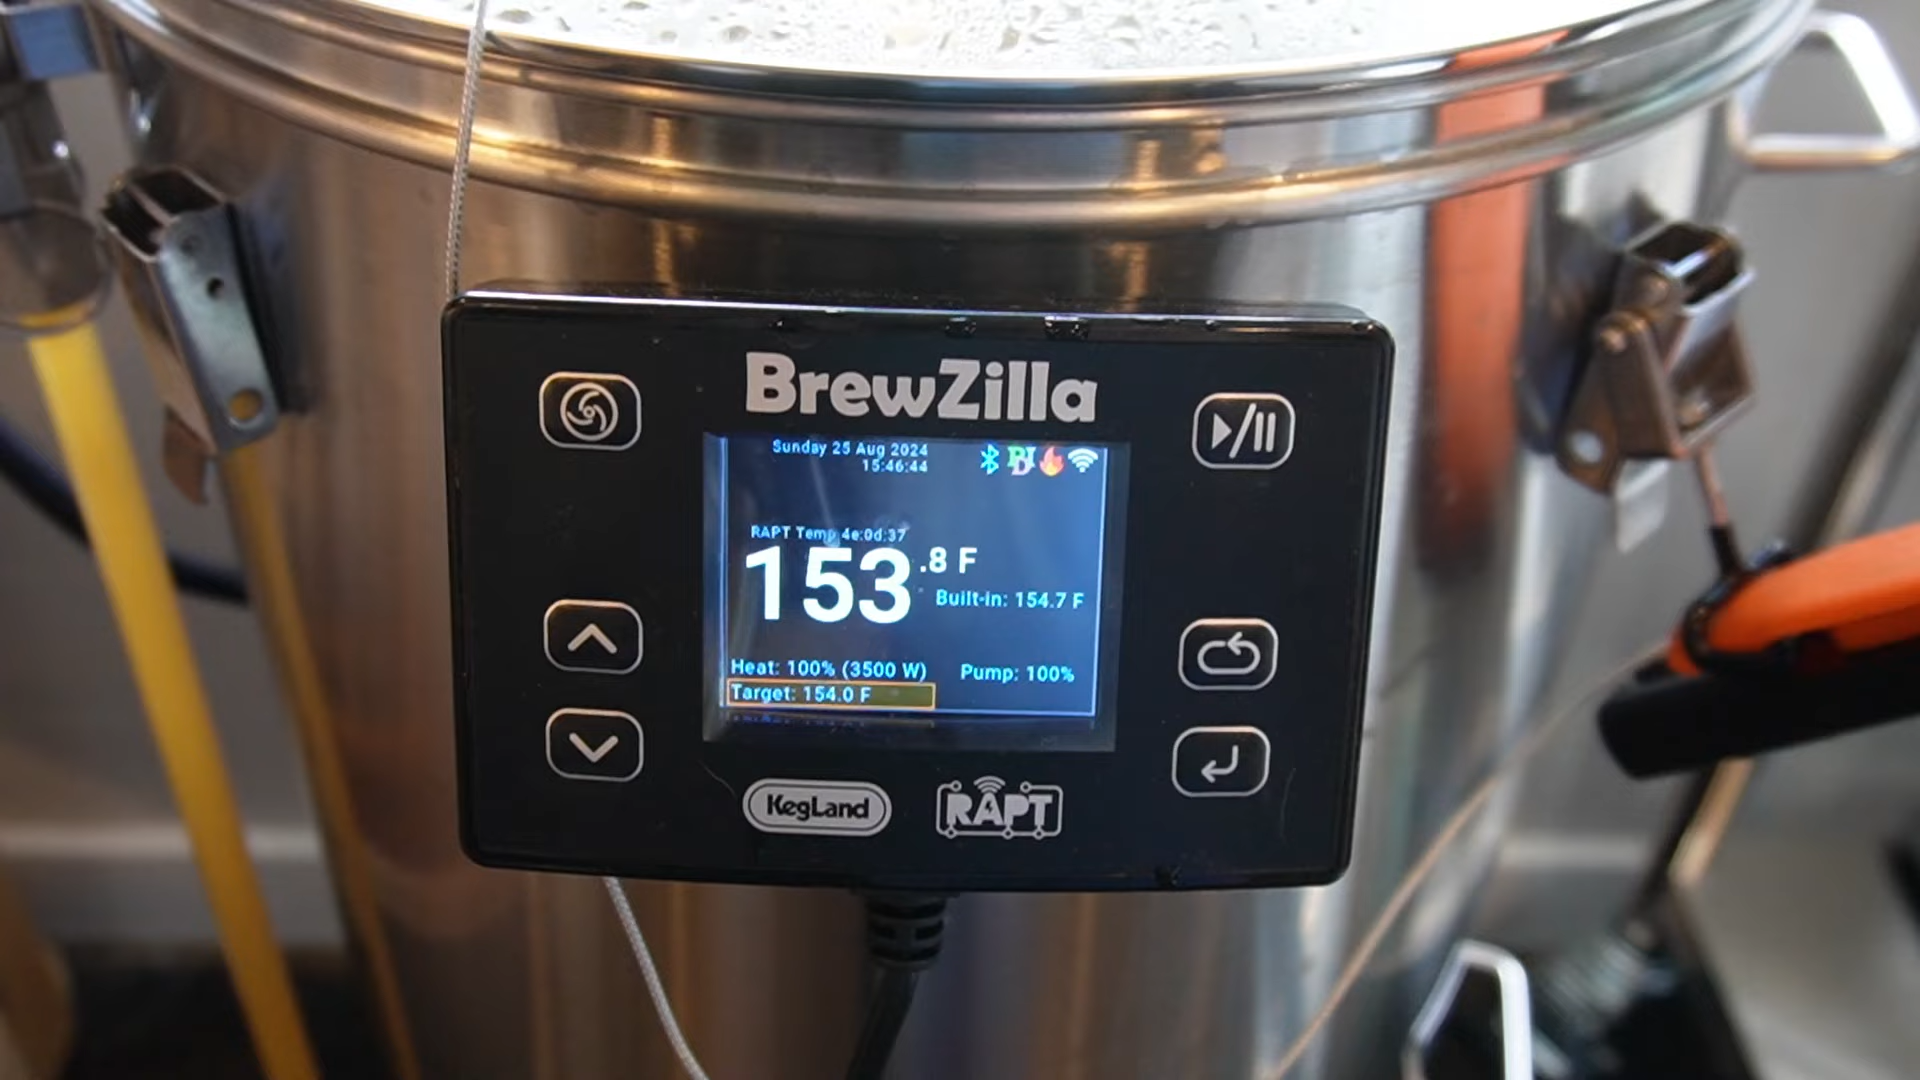 BrewZilla
Sunday 25 Aug 2024
15:46:44
RAPT Temp 4e:0d:37
153.8 F
Built-in: 154.7 F
Heat: 100% (3500 W)
Pump: 100%
Target: 154.0 F
KegLand
RAPT